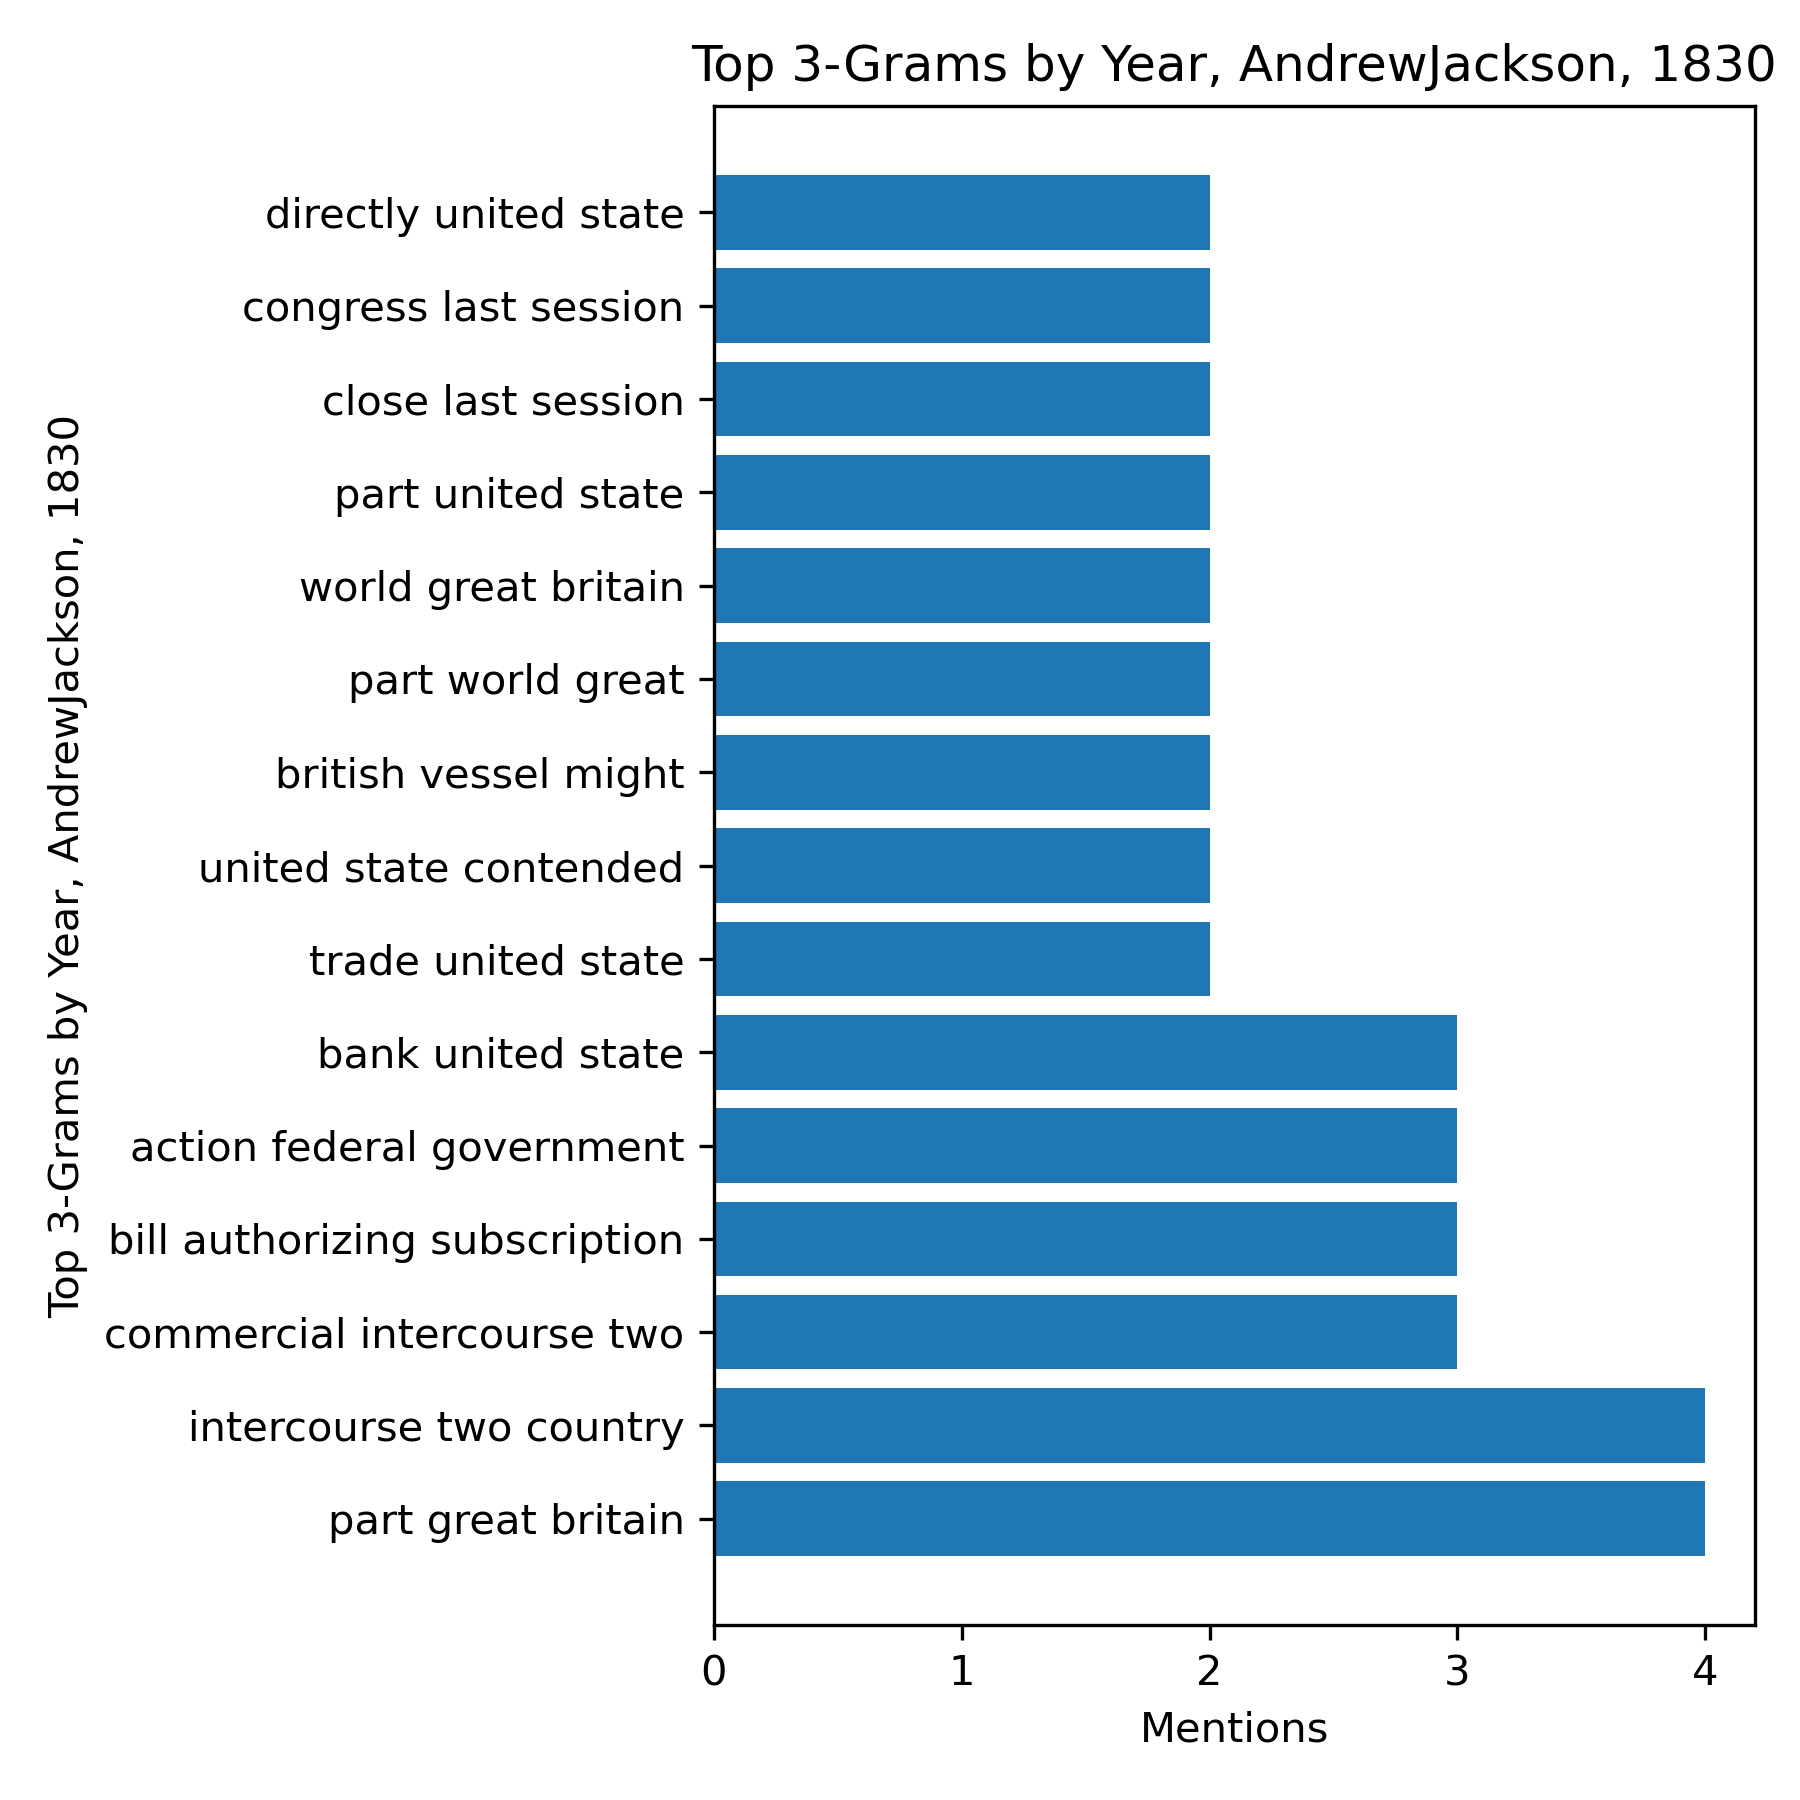 Top 3-Grams by Year, AndrewJackson, 1830
Top 3-Grams by Year, AndrewJackson, 1830
directly united state
congress last session
close last session
part united state
world great britain
part world great
british vessel might
united state contended
trade united state
bank united state
action federal government
bill authorizing subscription
commercial intercourse two
intercourse two country
part great britain
0 1 2 3 4
Mentions